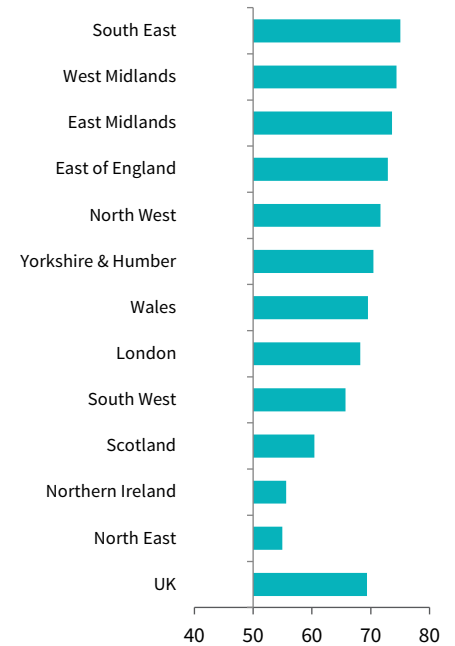 South East
West Midlands
East Midlands
East of England
North West
Yorkshire & Humber
Wales
London
South West
Scotland
Northern Ireland
North East
UK
40 50 60 70 80